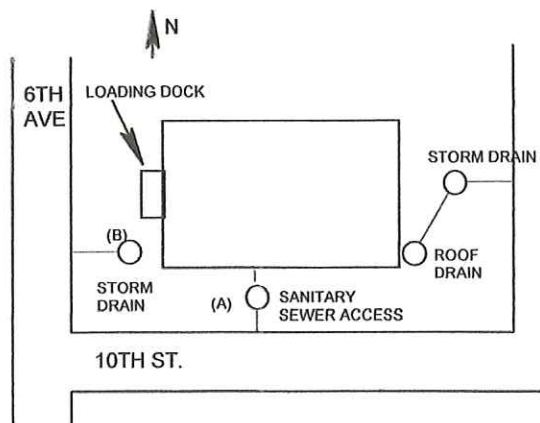 N
6TH
AVE
LOADING DOCK
STORM DRAIN
(B)
STORM
DRAIN
ROOF
DRAIN
(A)
SANITARY
SEWER ACCESS
10TH ST.